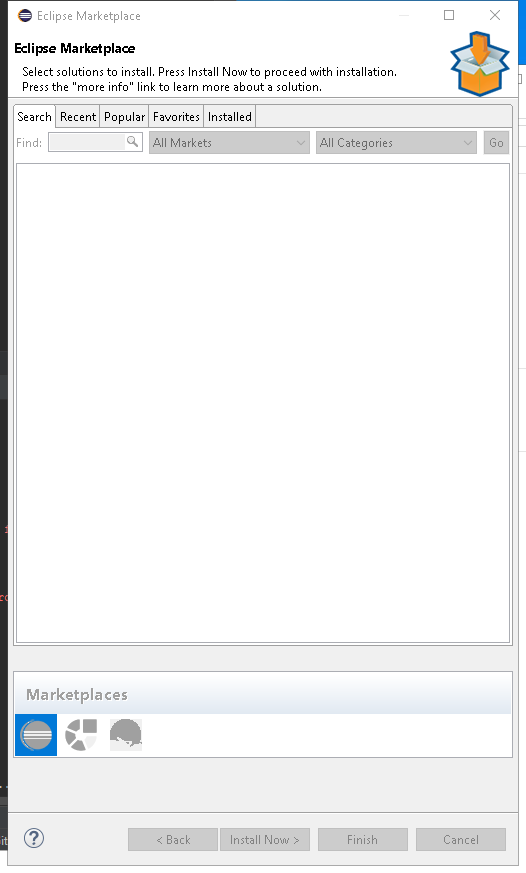 Eclipse Marketplace
Eclipse Marketplace
Select solutions to install. Press Install Now to proceed with installation.
Press the "more info" link to learn more about a solution.
Search Recent Popular Favorites Installed
Find: All Markets All Categories Go
Marketplaces
< Back Install Now > Finish Cancel